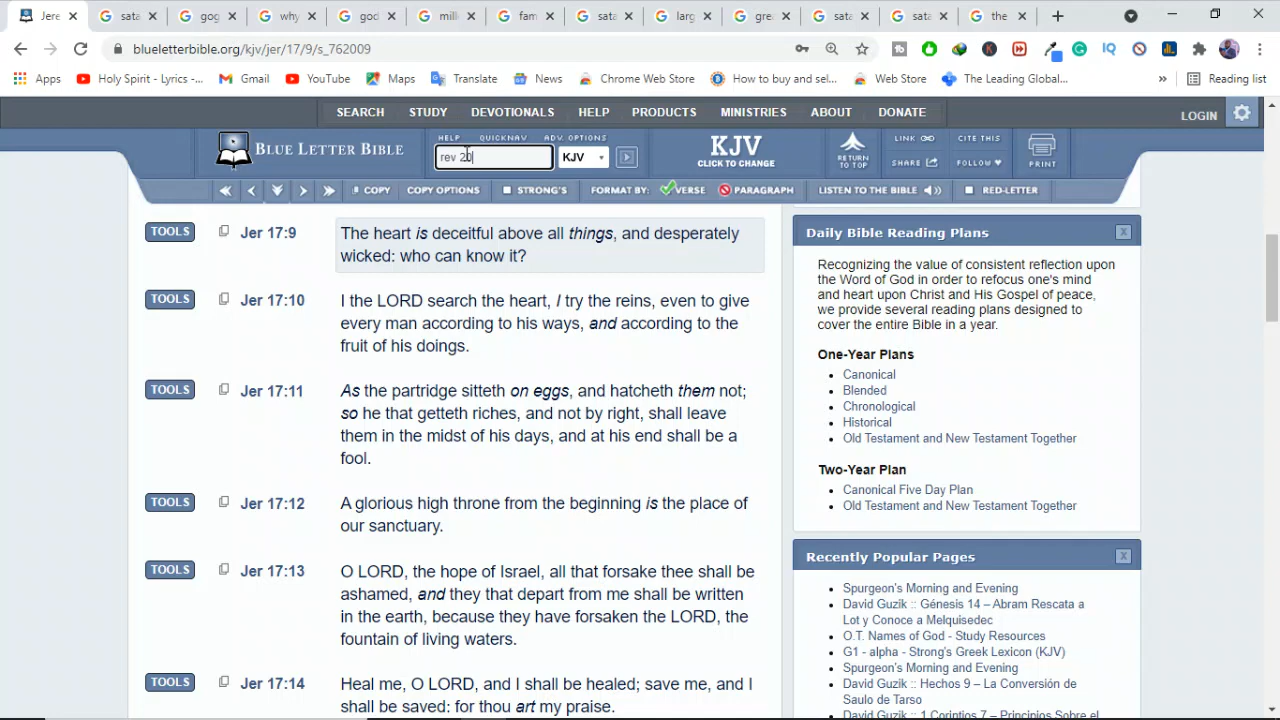 Jere
sata
gog
why
god
mill
fam
sata
larg
grea
sata
sata
the
blueletterbible.org/kjv/jer/17/9/s_762009
Apps
Holy Spirit - Lyrics -...
Gmail
YouTube
Maps
Translate
News
Chrome Web Store
How to buy and sel...
Web Store
The Leading Global...
Reading list
SEARCH STUDY DEVOTIONALS HELP PRODUCTS MINISTRIES ABOUT DONATE
LOGIN
BLUE LETTER BIBLE
HELP QUICKNAV ADV. OPTIONS
rev 20
KJV
KJV
CLICK TO CHANGE
RETURN
TO TOP
LINK
CITE THIS
SHARE
FOLLOW
PRINT
COPY COPY OPTIONS STRONG'S FORMAT BY: VERSE PARAGRAPH LISTEN TO THE BIBLE RED-LETTER
TOOLS Jer 17:9 The heart is deceitful above all things, and desperately
wicked: who can know it?
TOOLS Jer 17:10 I the LORD search the heart, I try the reins, even to give
every man according to his ways, and according to the
fruit of his doings.
TOOLS Jer 17:11 As the partridge sitteth on eggs, and hatcheth them not;
so he that getteth riches, and not by right, shall leave
them in the midst of his days, and at his end shall be a
fool.
TOOLS Jer 17:12 A glorious high throne from the beginning is the place of
our sanctuary.
TOOLS Jer 17:13 O LORD, the hope of Israel, all that forsake thee shall be
ashamed, and they that depart from me shall be written
in the earth, because they have forsaken the LORD, the
fountain of living waters.
TOOLS Jer 17:14 Heal me, O LORD, and I shall be healed; save me, and I
shall be saved: for thou art my praise.
Daily Bible Reading Plans
Recognizing the value of consistent reflection upon
the Word of God in order to refocus one's mind
and heart upon Christ and His Gospel of peace,
we provide several reading plans designed to
cover the entire Bible in a year.
One-Year Plans
Canonical
Blended
Chronological
Historical
Old Testament and New Testament Together
Two-Year Plan
Canonical Five Day Plan
Old Testament and New Testament Together
Recently Popular Pages
Spurgeon's Morning and Evening
David Guzik :: Génesis 14 – Abram Rescata a
Lot y Conoce a Melquisedec
O.T. Names of God - Study Resources
G1 - alpha - Strong's Greek Lexicon (KJV)
Spurgeon's Morning and Evening
David Guzik :: Hechos 9 – La Conversión de
Saulo de Tarso
David Guzik :: 1 Corintios 7 – Principios Sobre el